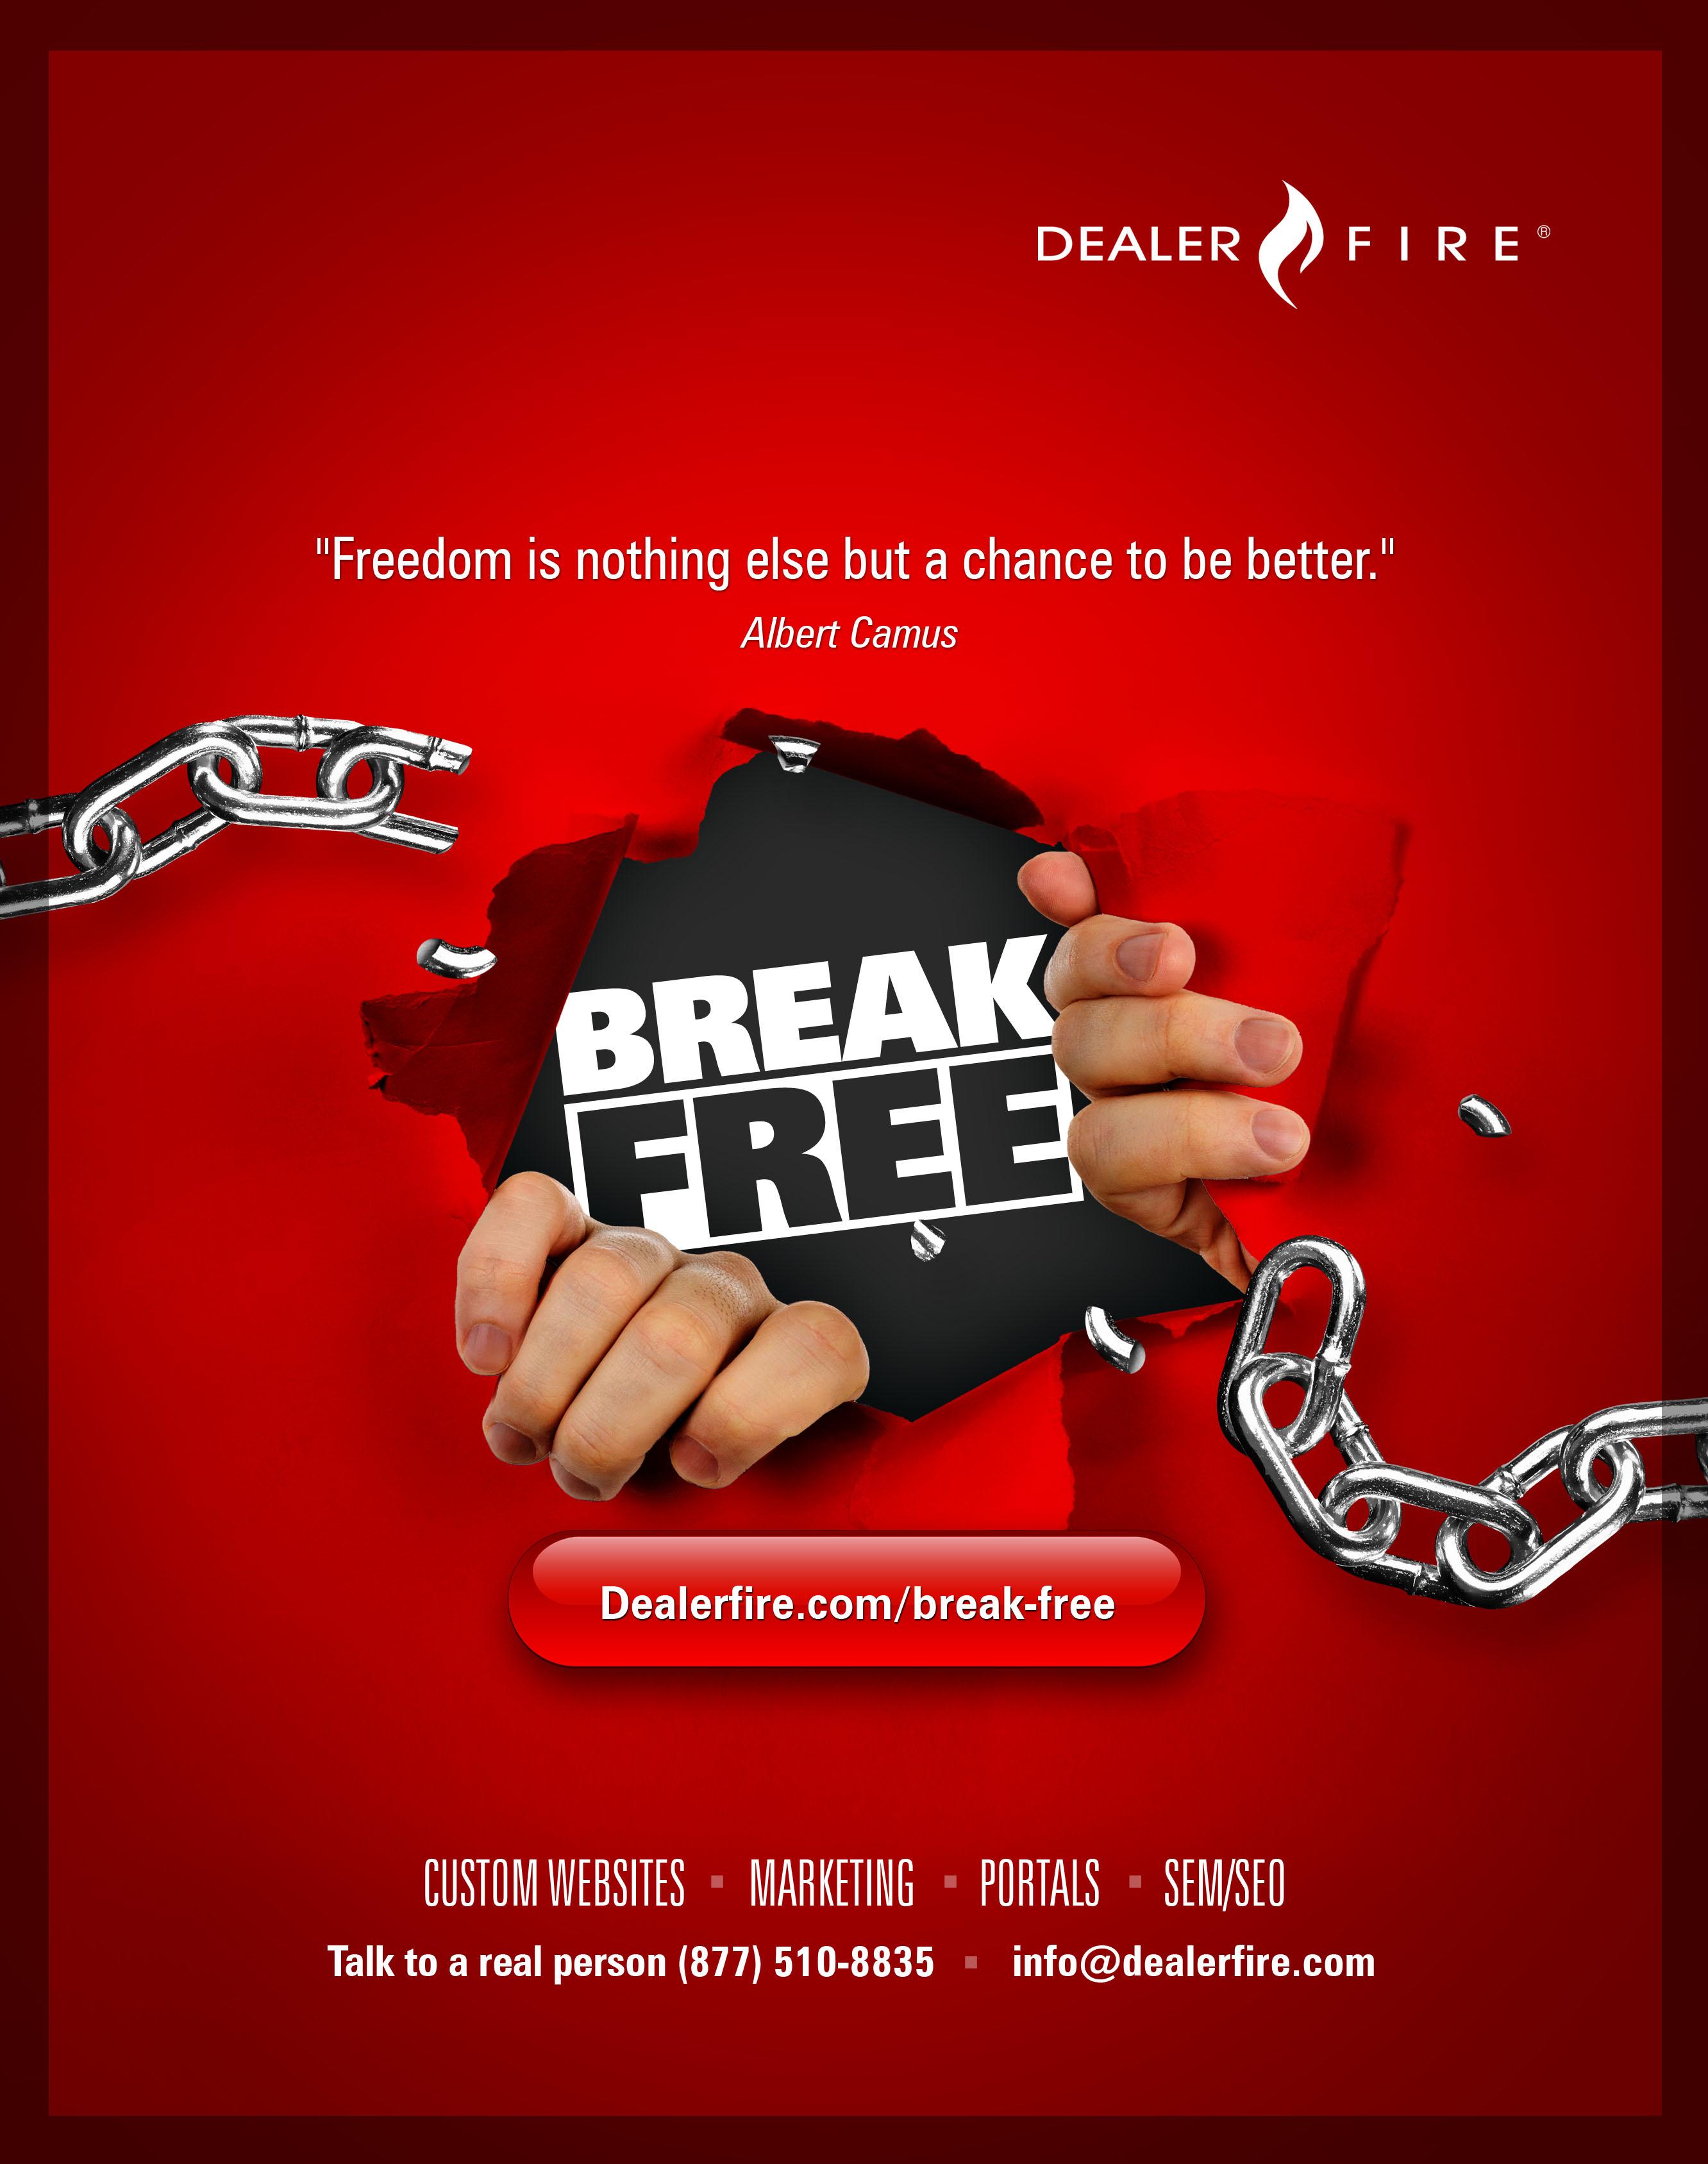 DEALER FIRE ®
"Freedom is nothing else but a chance to be better."
Albert Camus
BREAK
FREE
Dealerfire.com/break-free
CUSTOM WEBSITES ▪ MARKETING ▪ PORTALS ▪ SEM/SEO
Talk to a real person (877) 510-8835 ▪ info@dealerfire.com